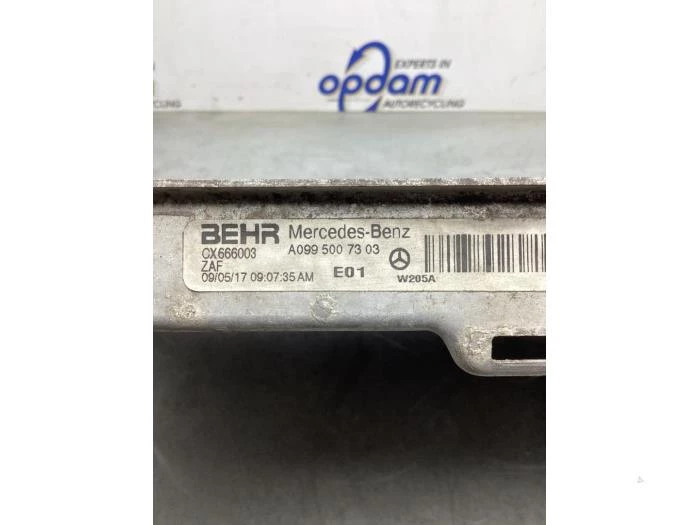 EXPERTS IN
opdam
AUTORECYCLING
YCLING
BEHR Mercedes-Benz
CX666003 A099 500 73 03
ZAF
09/05/17 09:07:35 AM E01
W205A